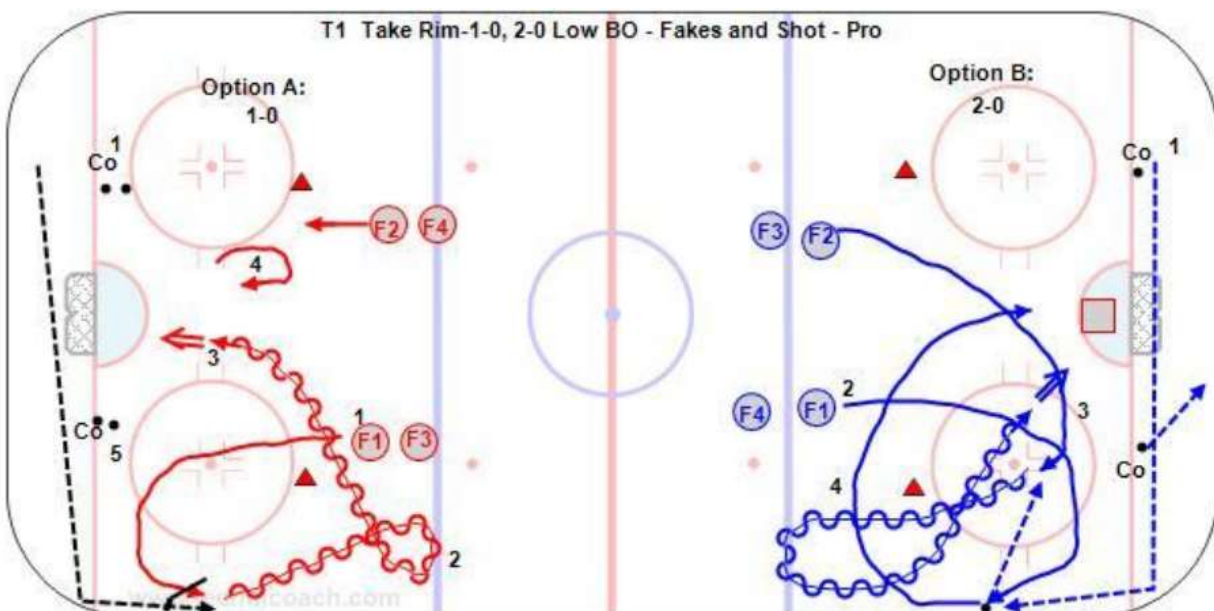 T1 Take Rim-1-0, 2-0 Low BO - Fakes and Shot - Pro
Option A:
1-0
1
Co
F2 F4
4
3
1
F1 F3
Co
5
2
Option B:
2-0
Co
1
F3 F2
F4 F1
2
3
4
Co